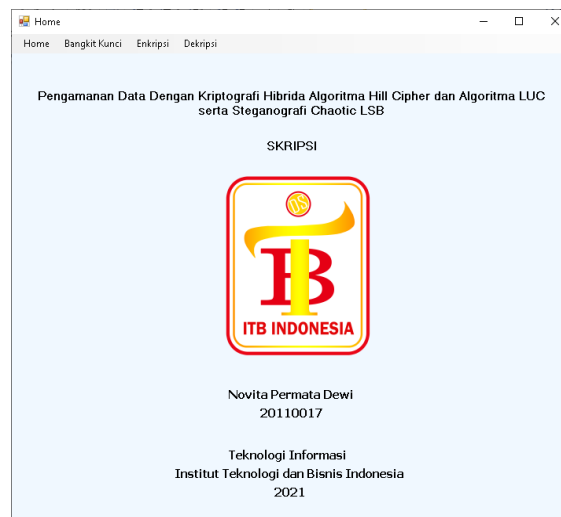 Home
Home Bangkit Kunci Enkripsi Dekripsi
Pengamanan Data Dengan Kriptografi Hibrida Algoritma Hill Cipher dan Algoritma LUC
serta Steganografi Chaotic LSB
SKRIPSI
ITB INDONESIA
Novita Permata Dewi
20110017
Teknologi Informasi
Institut Teknologi dan Bisnis Indonesia
2021